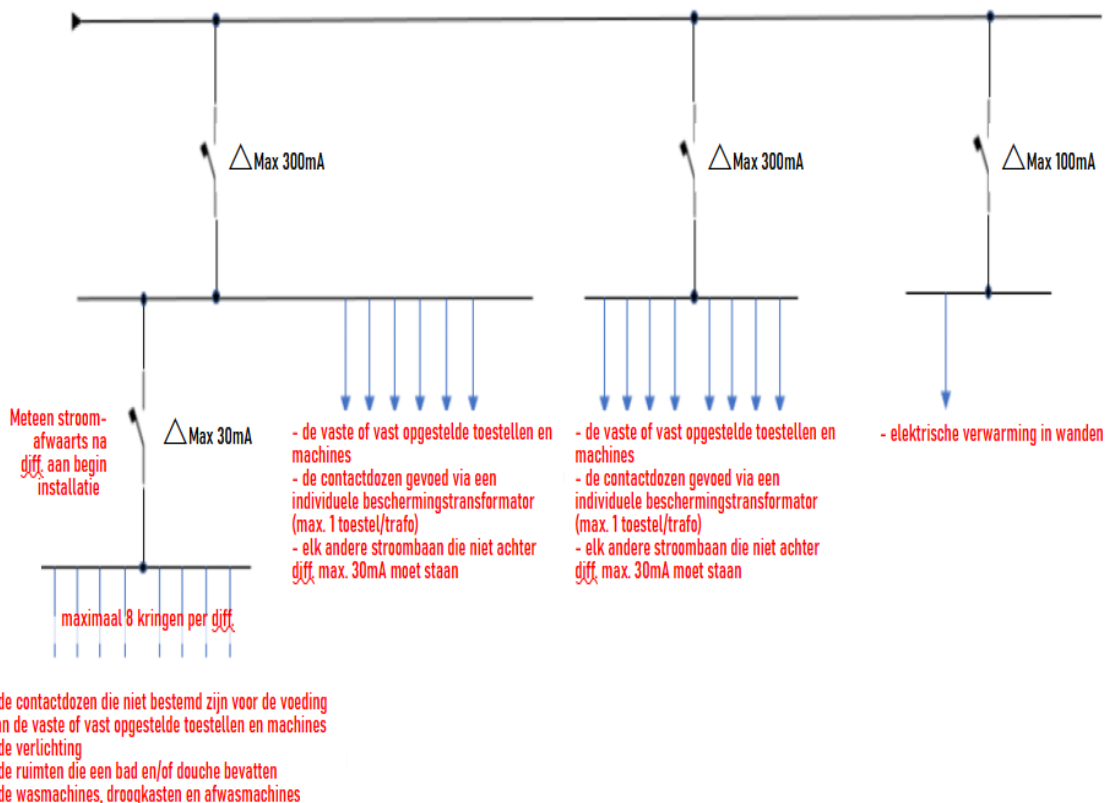 △Max 300mA
△Max 300mA
△Max 100mA
Meteen stroom-
afwaarts na
diff. aan begin
installatie
△Max 30mA
- de vaste of vast opgestelde toestellen en
machines
- de contactdozen gevoed via een
individuele beschermingstransformator
(max. 1 toestel/trafo)
- elk andere stroombaan die niet achter
diff. max. 30mA moet staan
- de vaste of vast opgestelde toestellen en
machines
- de contactdozen gevoed via een
individuele beschermingstransformator
(max. 1 toestel/trafo)
- elk andere stroombaan die niet achter
diff. max. 30mA moet staan
- elektrische verwarming in wanden
maximaal 8 kringen per diff.
de contactdozen die niet bestemd zijn voor de voeding
an de vaste of vast opgestelde toestellen en machines
de verlichting
de ruimten die een bad en/of douche bevatten
de wasmachines, droogkasten en afwasmachines